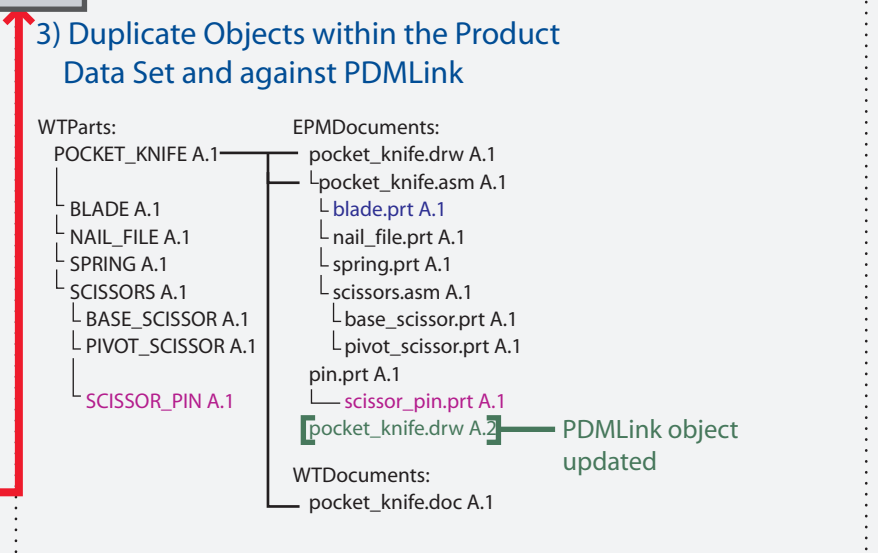 3) Duplicate Objects within the Product
Data Set and against PDMLink
WTParts:
POCKET_KNIFE A.1
BLADE A.1
NAIL_FILE A.1
SPRING A.1
SCISSORS A.1
BASE_SCISSOR A.1
PIVOT_SCISSOR A.1
SCISSOR_PIN A.1
EPMDocuments:
pocket_knife.drw A.1
pocket_knife.asm A.1
blade.prt A.1
nail_file.prt A.1
spring.prt A.1
scissors.asm A.1
base_scissor.prt A.1
pivot_scissor.prt A.1
pin.prt A.1
scissor_pin.prt A.1
pocket_knife.drw A.2
PDMLink object
updated
WTDocuments:
pocket_knife.doc A.1